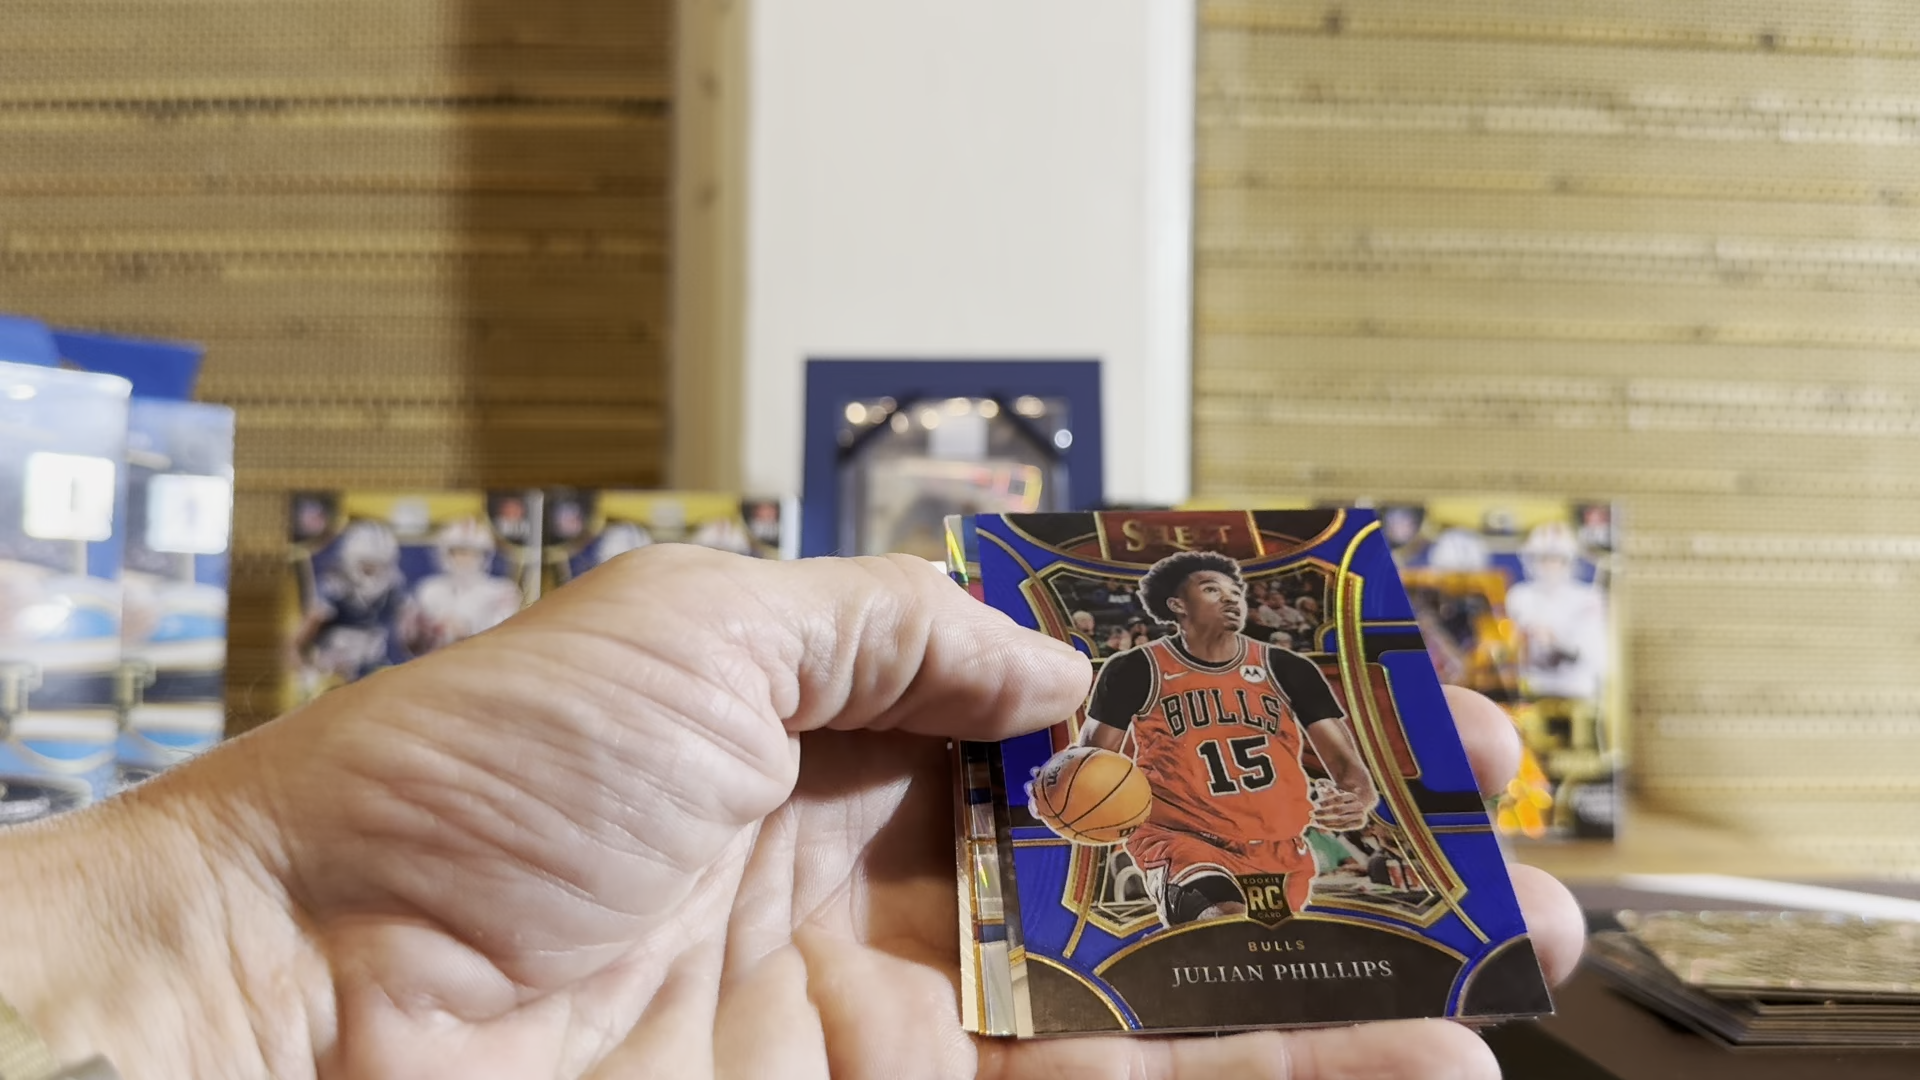 SELECT
BULLS
15
ROOKIE
RC
CARD
BULLS
JULIAN PHILLIPS